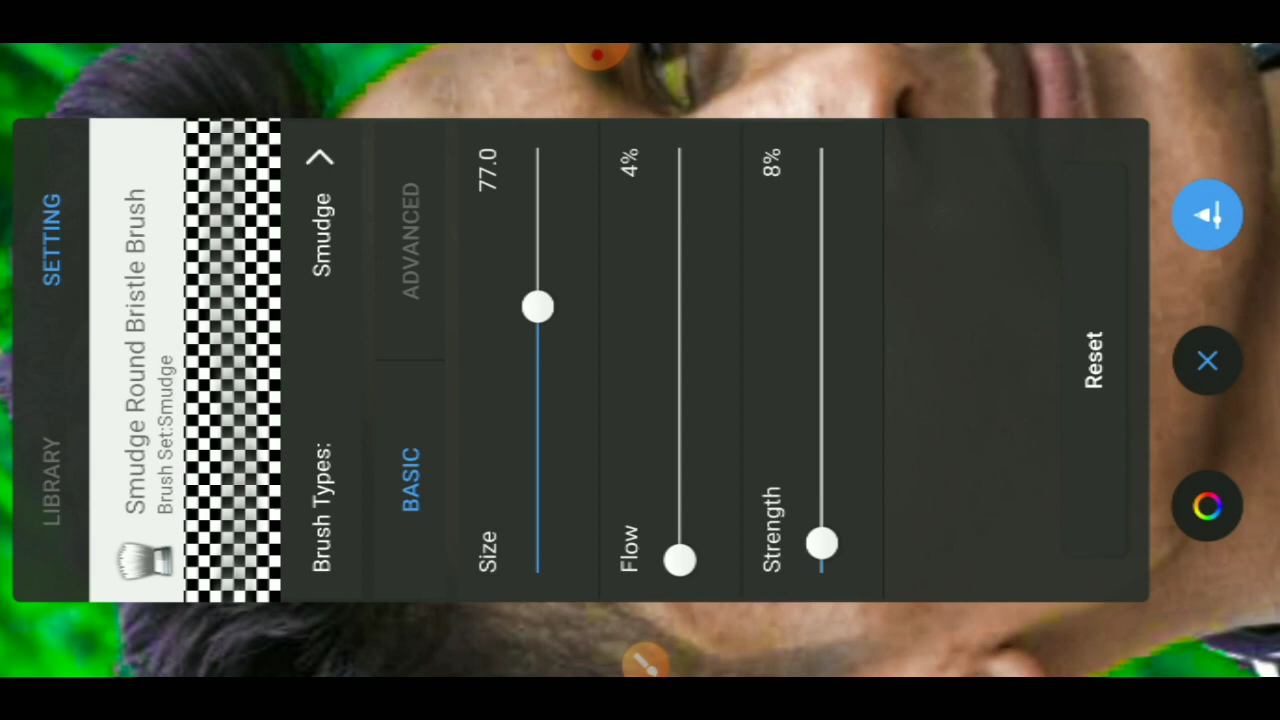 LIBRARY SETTING
Smudge Round Bristle Brush
Brush Set:Smudge
Brush Types: Smudge
BASIC ADVANCED
Size 77.0
Flow 4%
Strength 8%
Reset